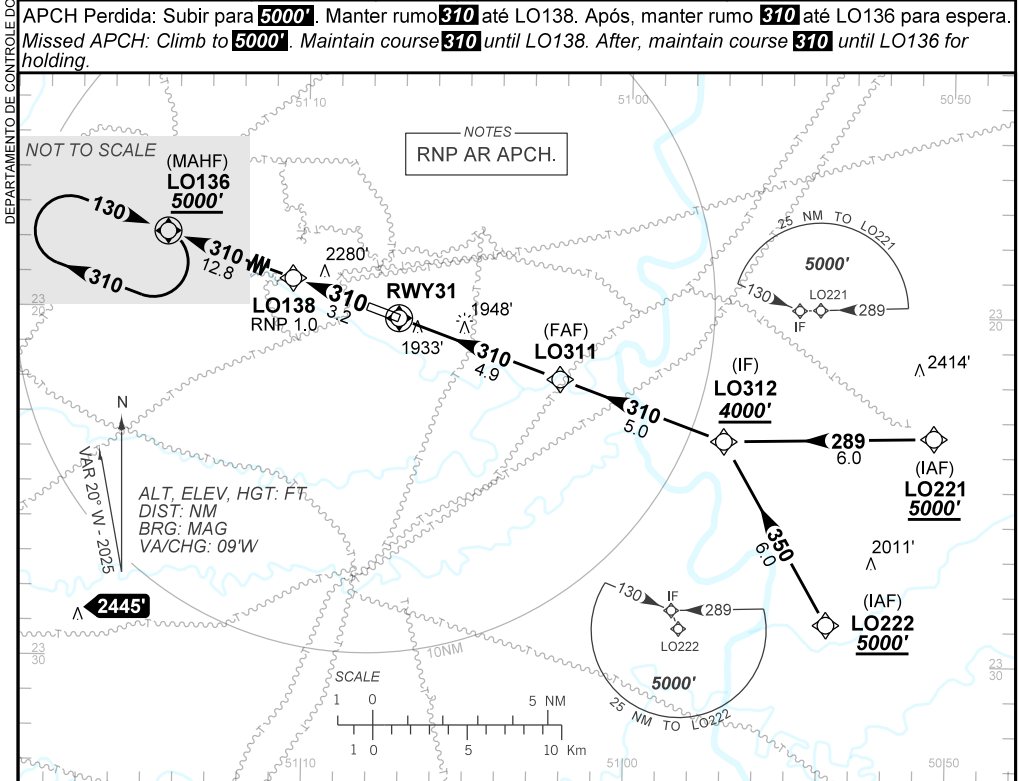 APCH Perdida: Subir para 5000'. Manter rumo 310 até LO138. Após, manter rumo 310 até LO136 para espera.
Missed APCH: Climb to 5000'. Maintain course 310 until LO138. After, maintain course 310 until LO136 for
holding.
DEPARTAMENTO DE CONTROLE DO
51 10
51 00
50 50
NOTES
RNP AR APCH.
NOT TO SCALE
(MAHF)
LO136
5000'
130
310
310
12.8
2280'
LO138
RNP 1.0
310
3.2
RWY31
1948'
1933'
310
4.9
(FAF)
LO311
310
5.0
(IF)
LO312
4000'
25 NM TO LO221
5000'
130
LO221
289
IF
23
20
23
20
2414'
289
6.0
(IAF)
LO221
5000'
350
6.0
2011'
(IAF)
LO222
5000'
N
VAR 20° W - 2025
ALT, ELEV, HGT: FT
DIST: NM
BRG: MAG
VA/CHG: 09'W
2445'
130
IF
289
LO222
5000'
25 NM TO LO222
10NM
23
30
23
30
SCALE
1 0 5 NM
1 0 5 10 Km
51 10
51 00
50 50